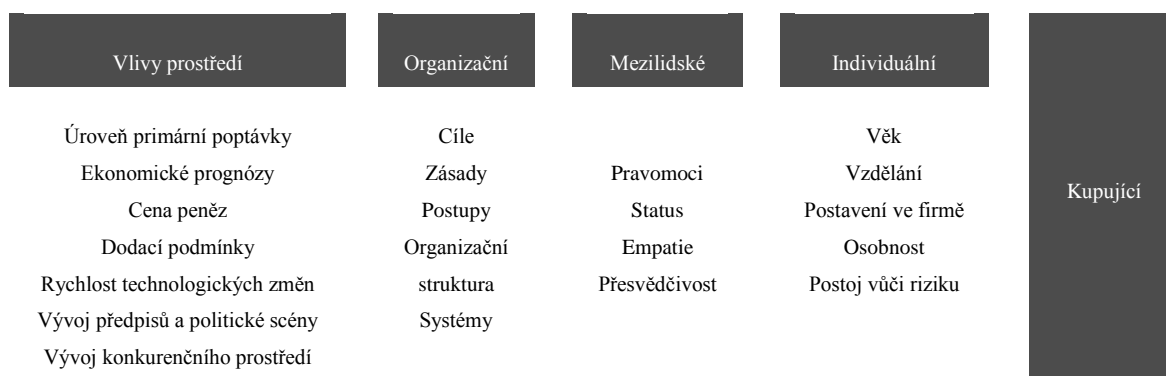 Vlivy prostředí
Úroveň primární poptávky
Ekonomické prognózy
Cena peněz
Dodací podmínky
Rychlost technologických změn
Vývoj předpisů a politické scény
Vývoj konkurenčního prostředí
Organizační
Cíle
Zásady
Postupy
Organizační
struktura
Systémy
Mezilidské
Pravomoci
Status
Empatie
Přesvědčivost
Individuální
Věk
Vzdělání
Postavení ve firmě
Osobnost
Postoj vůči riziku
Kupující